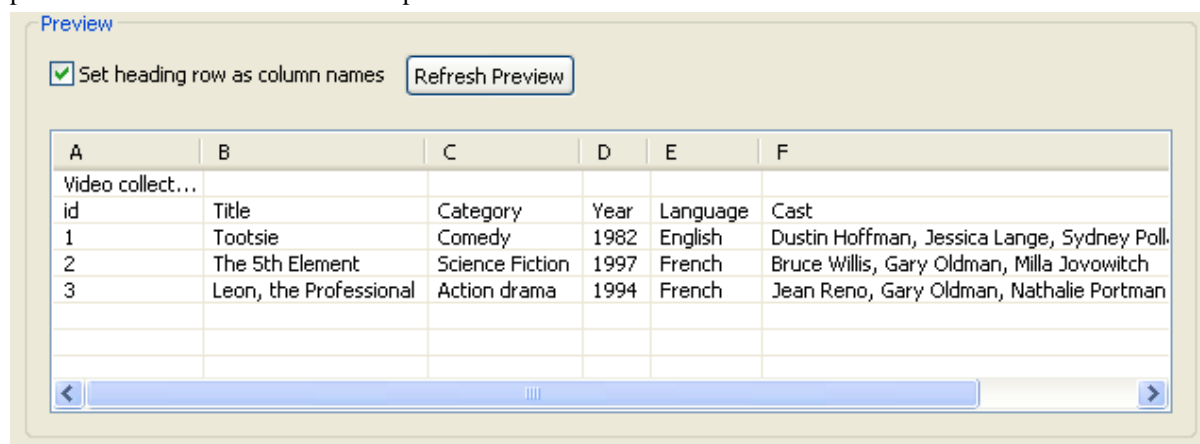 Preview
Set heading row as column names Refresh Preview
A B C D E F
Video collect...
id Title Category Year Language Cast
1 Tootsie Comedy 1982 English Dustin Hoffman, Jessica Lange, Sydney Poll
2 The 5th Element Science Fiction 1997 French Bruce Willis, Gary Oldman, Milla Jovowitch
3 Leon, the Professional Action drama 1994 French Jean Reno, Gary Oldman, Nathalie Portman